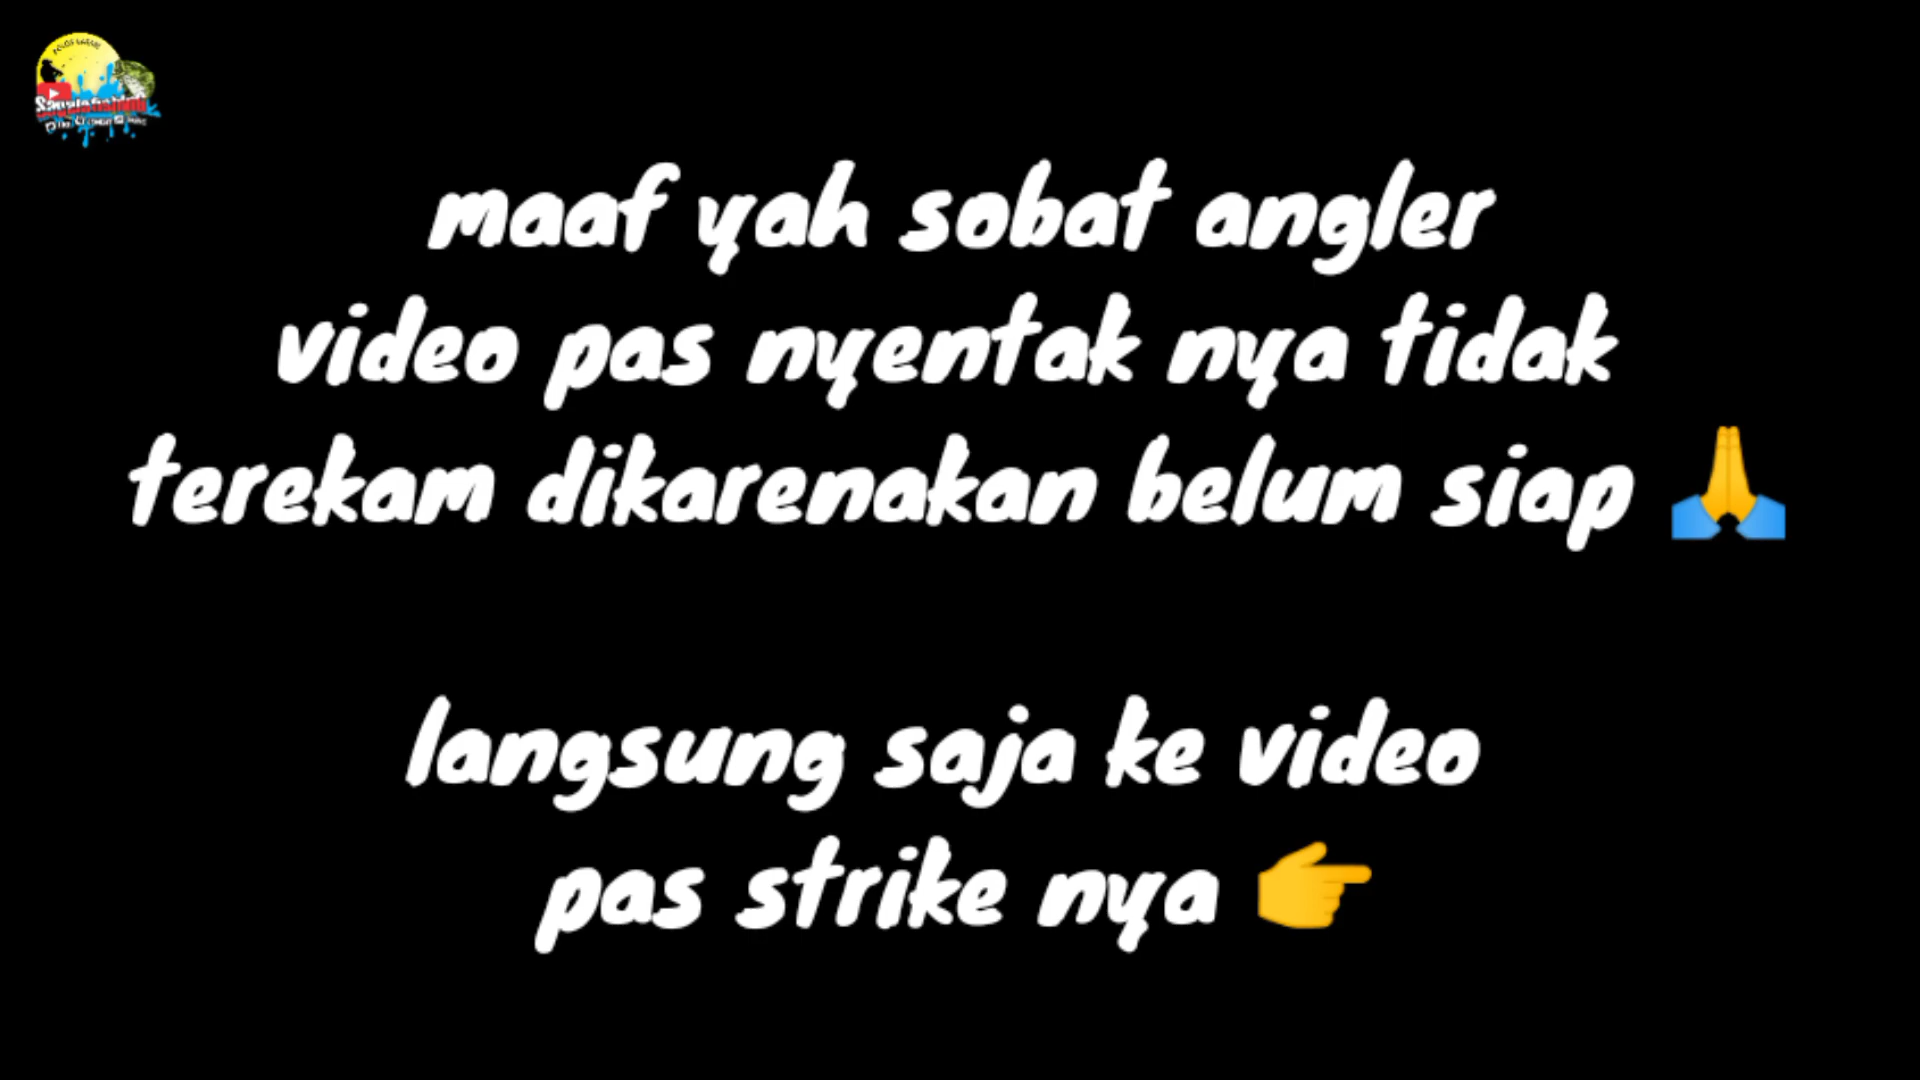 maaf yah sobat angler
video pas nyentak nya tidak
terekam dikarenakan belum siap 🙏
langsung saja ke video
pas strike nya 👉